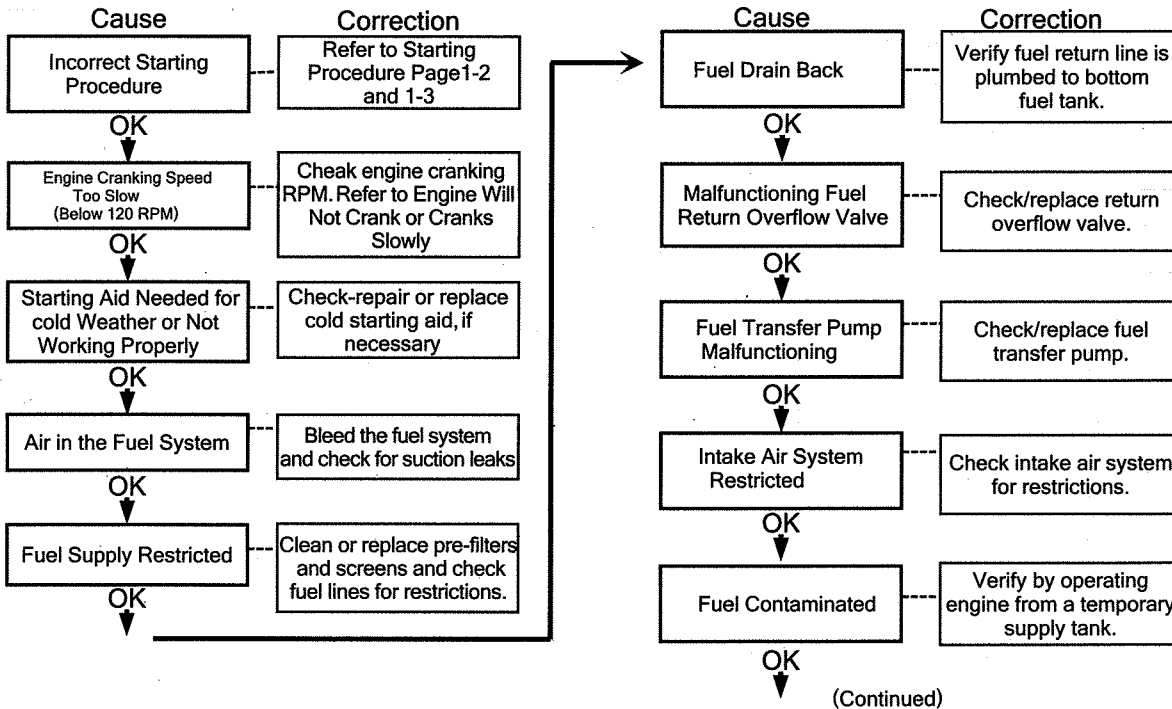 Cause Correction
Incorrect Starting
Procedure
Refer to Starting
Procedure Page1-2
and 1-3
OK
Engine Cranking Speed
Too Slow
(Below 120 RPM)
Cheak engine cranking
RPM. Refer to Engine Will
Not Crank or Cranks
Slowly
OK
Starting Aid Needed for
cold Weather or Not
Working Properly
Check-repair or replace
cold starting aid, if
necessary
OK
Air in the Fuel System
Bleed the fuel system
and check for suction leaks
OK
Fuel Supply Restricted
Clean or replace pre-filters
and screens and check
fuel lines for restrictions.
OK
Cause Correction
Fuel Drain Back
Verify fuel return line is
plumbed to bottom
fuel tank.
OK
Malfunctioning Fuel
Return Overflow Valve
Check/replace return
overflow valve.
OK
Fuel Transfer Pump
Malfunctioning
Check/replace fuel
transfer pump.
OK
Intake Air System
Restricted
Check intake air system
for restrictions.
OK
Fuel Contaminated
Verify by operating
engine from a temporary
supply tank.
OK
(Continued)